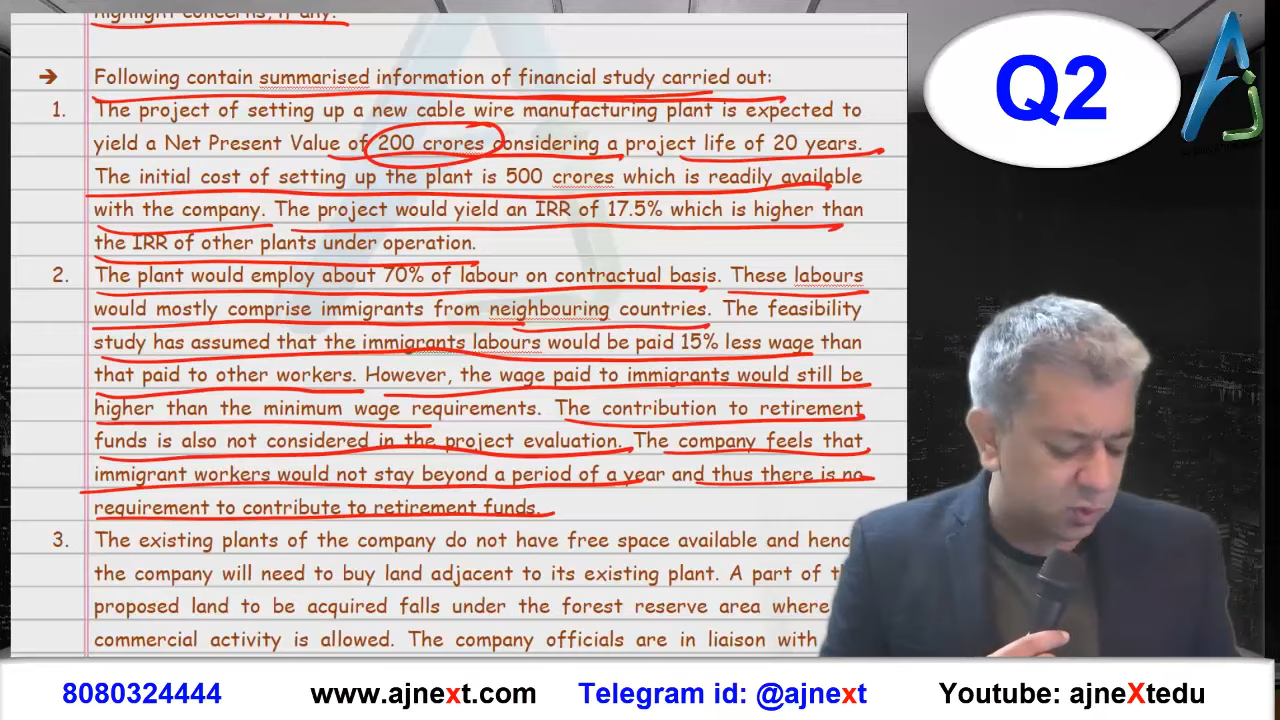 highlight concerns, if any.
Q2
→ Following contain summarised information of financial study carried out:
1. The project of setting up a new cable wire manufacturing plant is expected to
yield a Net Present Value of 200 crores considering a project life of 20 years.
The initial cost of setting up the plant is 500 crores which is readily available
with the company. The project would yield an IRR of 17.5% which is higher than
the IRR of other plants under operation.
2. The plant would employ about 70% of labour on contractual basis. These labours
would mostly comprise immigrants from neighbouring countries. The feasibility
study has assumed that the immigrants labours would be paid 15% less wage than
that paid to other workers. However, the wage paid to immigrants would still be
higher than the minimum wage requirements. The contribution to retirement
funds is also not considered in the project evaluation. The company feels that
immigrant workers would not stay beyond a period of a year and thus there is no
requirement to contribute to retirement funds.
3. The existing plants of the company do not have free space available and
the company will need to buy land adjacent to its existing plant. A part of
proposed land to be acquired falls under the forest reserve area where
commercial activity is allowed. The company officials are in liaison with
8080324444 www.ajnext.com Telegram id: @ajnext Youtube: ajneXtedu